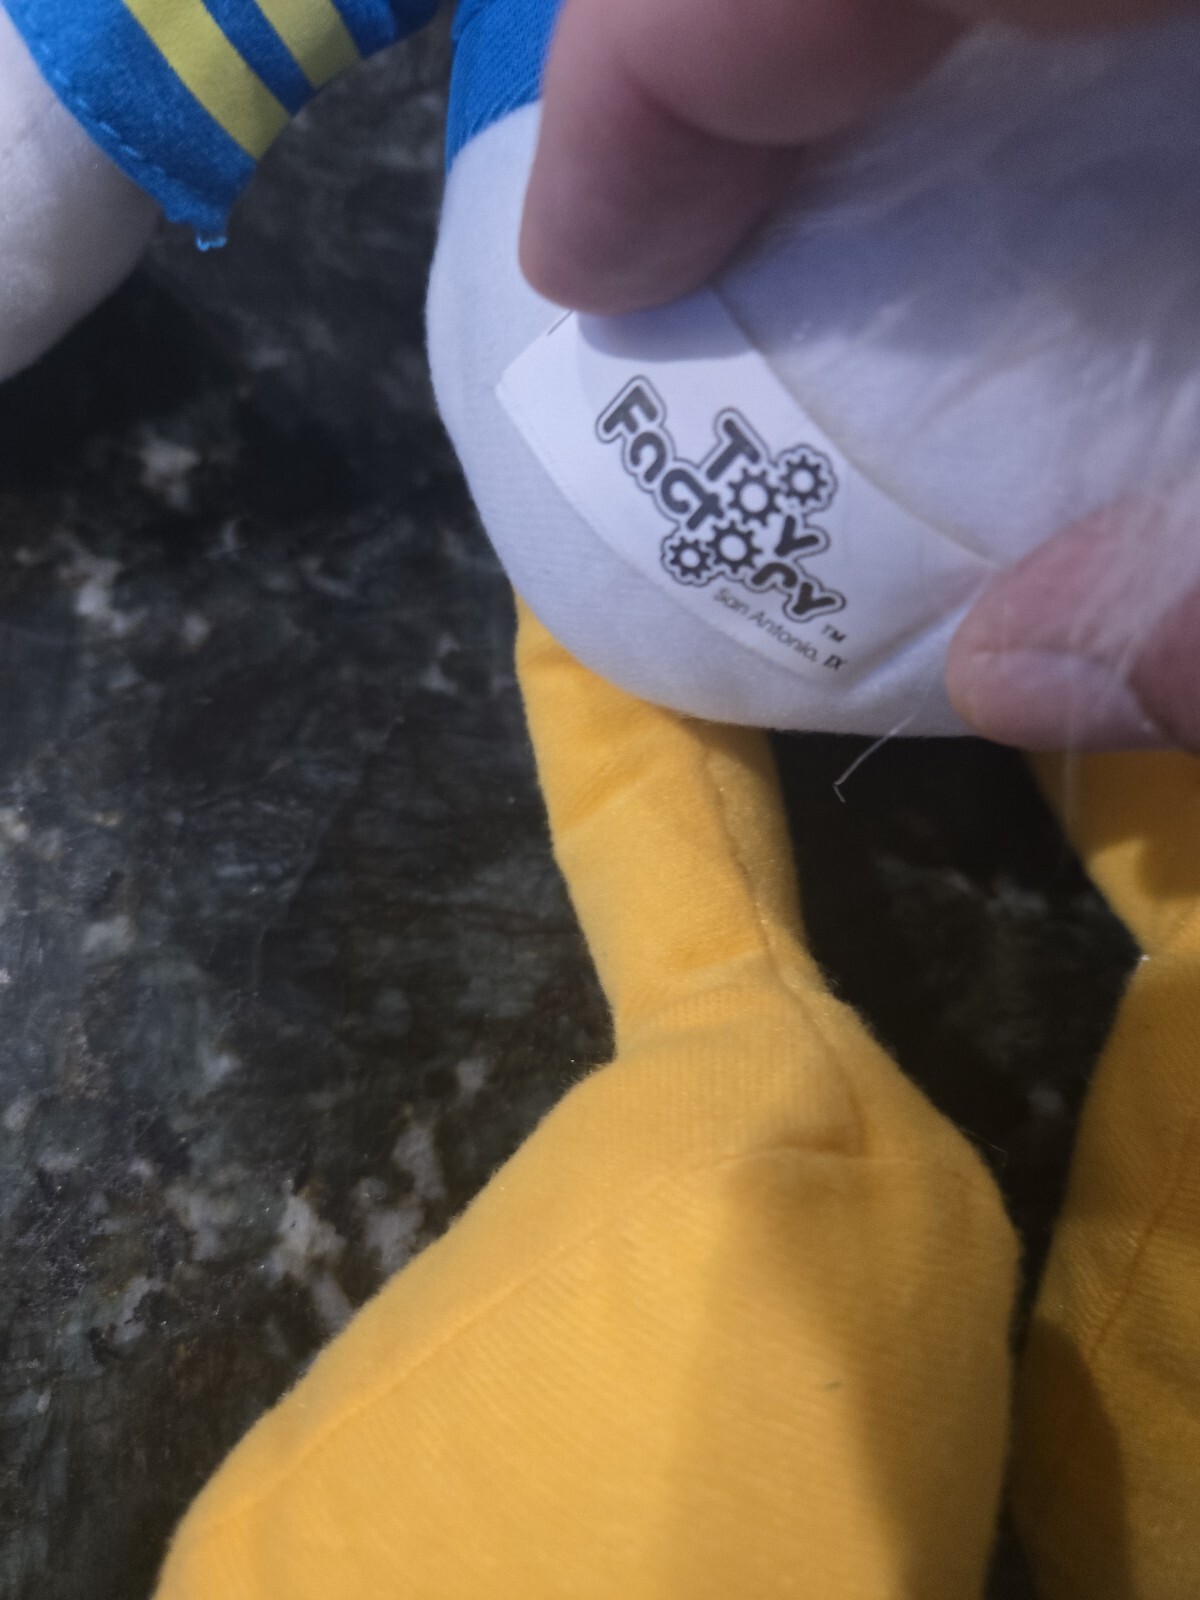 Toy
Factory
TM
San Antonio, TX